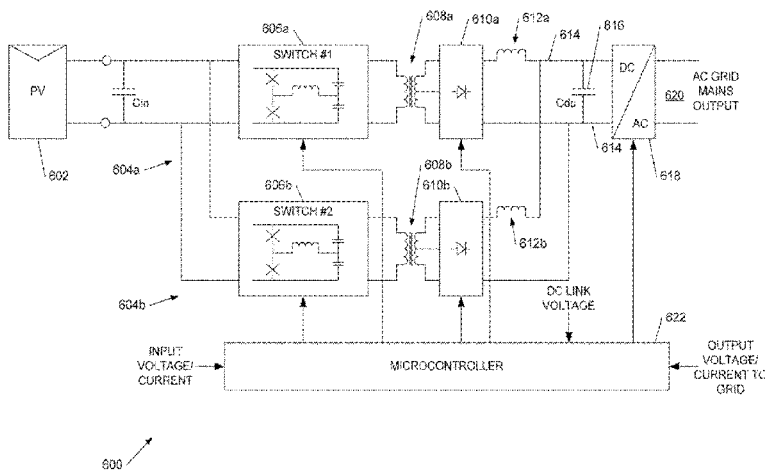 606a
608a
610a
612a
614
616
SWITCH #1
PV
Cin
Cdc
DC
AC
620
AC GRID
MAINS
OUTPUT
602
604a
614
618
606b
608b
610b
SWITCH #2
612b
604b
DC LINK
VOLTAGE
622
INPUT
VOLTAGE/
CURRENT
MICROCONTROLLER
OUTPUT
VOLTAGE/
CURRENT TO
GRID
600